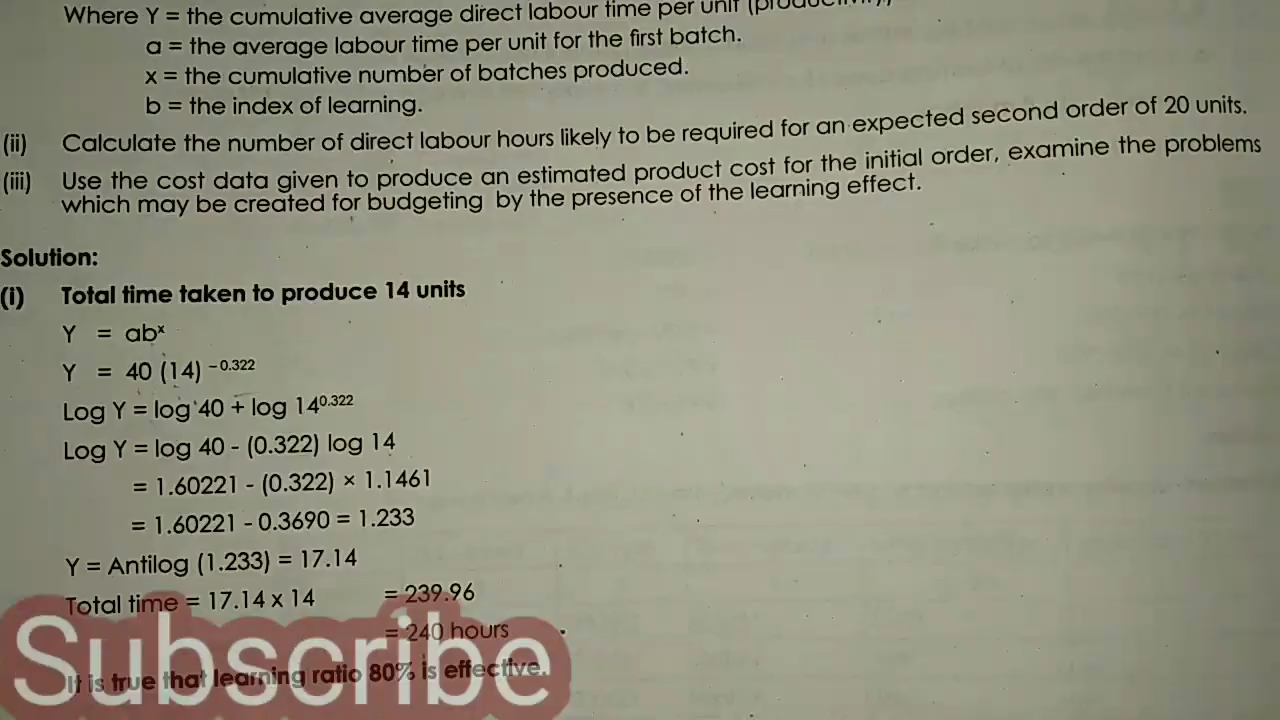 Where Y = the cumulative average direct labour time per unit
a = the average labour time per unit for the first batch.
x = the cumulative number of batches produced.
b = the index of learning.
(ii) Calculate the number of direct labour hours likely to be required for an expected second order of 20 units.
(iii) Use the cost data given to produce an estimated product cost for the initial order, examine the problems
which may be created for budgeting by the presence of the learning effect.
Solution:
(i) Total time taken to produce 14 units
Y = abˣ
Y = 40 (14) ⁻⁰·³²²
Log Y = log 40 + log 14⁰·³²²
Log Y = log 40 - (0.322) log 14
= 1.60221 - (0.322) × 1.1461
= 1.60221 - 0.3690 = 1.233
Y = Antilog (1.233) = 17.14
Total time = 17.14 x 14 = 239.96
= 240 hours
It is true that learning ratio 80% is effective.
Subscribe